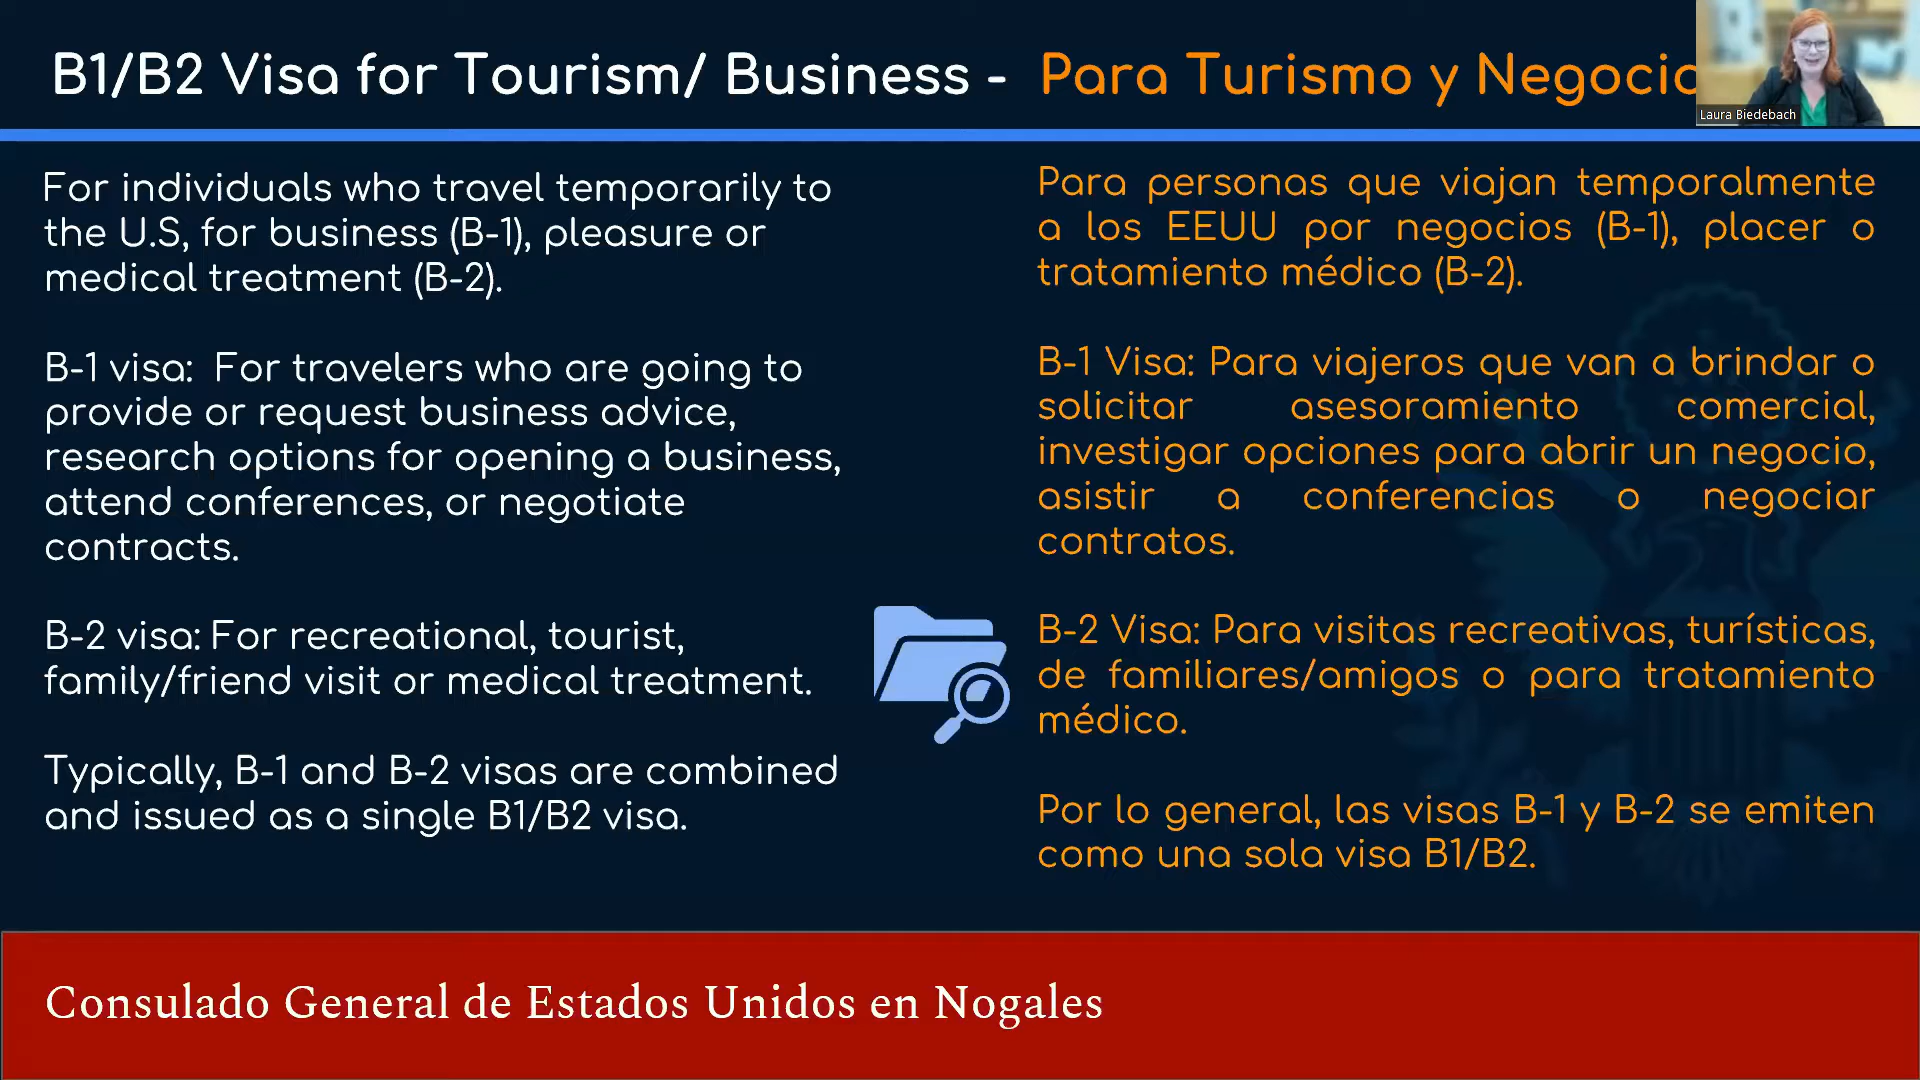 B1/B2 Visa for Tourism/ Business - Para Turismo y Negocio
Laura Biedebach
For individuals who travel temporarily to
the U.S, for business (B-1), pleasure or
medical treatment (B-2).
B-1 visa:  For travelers who are going to
provide or request business advice,
research options for opening a business,
attend conferences, or negotiate
contracts.
B-2 visa: For recreational, tourist,
family/friend visit or medical treatment.
Typically, B-1 and B-2 visas are combined
and issued as a single B1/B2 visa.
Para personas que viajan temporalmente
a los EEUU por negocios (B-1), placer o
tratamiento médico (B-2).
B-1 Visa: Para viajeros que van a brindar o
solicitar asesoramiento comercial,
investigar opciones para abrir un negocio,
asistir a conferencias o negociar
contratos.
B-2 Visa: Para visitas recreativas, turísticas,
de familiares/amigos o para tratamiento
médico.
Por lo general, las visas B-1 y B-2 se emiten
como una sola visa B1/B2.
Consulado General de Estados Unidos en Nogales